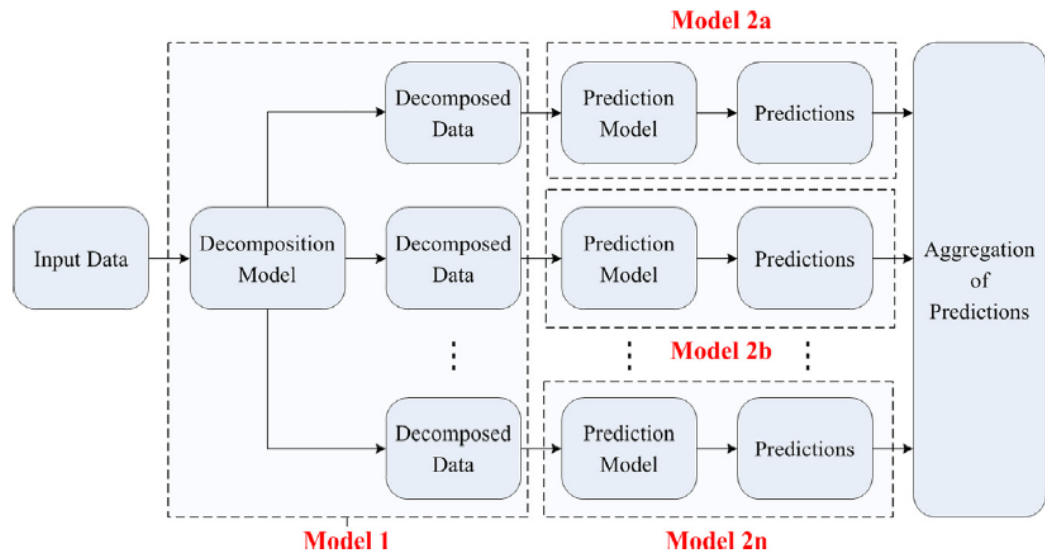 Model 2a
Decomposed
Data
Prediction
Model
Predictions
Input Data
Decomposition
Model
Decomposed
Data
Prediction
Model
Predictions
Aggregation
of
Predictions
Model 2b
Decomposed
Data
Prediction
Model
Predictions
Model 1
Model 2n